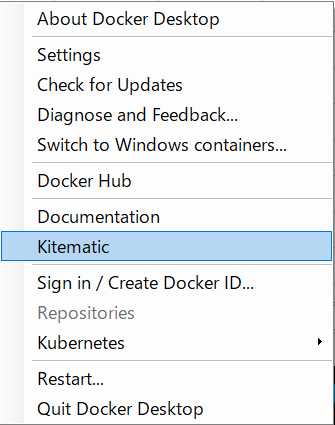 About Docker Desktop
Settings
Check for Updates
Diagnose and Feedback...
Switch to Windows containers...
Docker Hub
Documentation
Kitematic
Sign in / Create Docker ID...
Repositories
Kubernetes
Restart...
Quit Docker Desktop